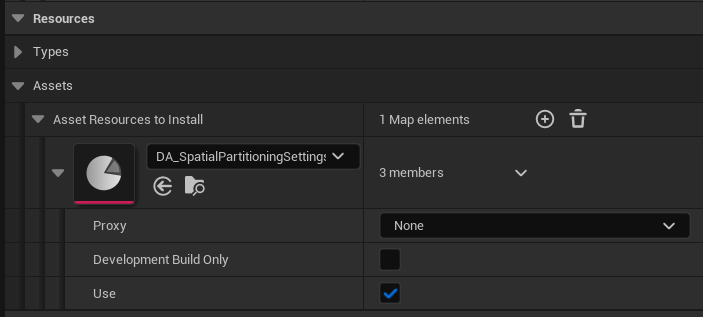 Resources
Types
Assets
Asset Resources to Install 1 Map elements
DA_SpatialPartitioningSettings 3 members
Proxy None
Development Build Only
Use